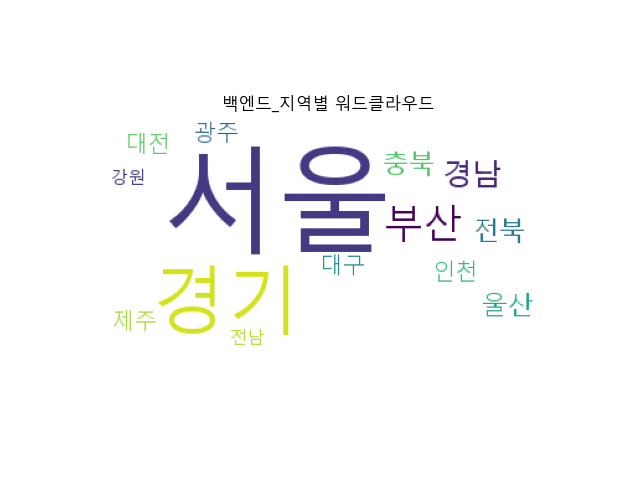 백엔드_지역별 워드클라우드
광주
대전
서울
충북
경남
강원
부산
전북
대구
인천
경기
울산
제주
전남